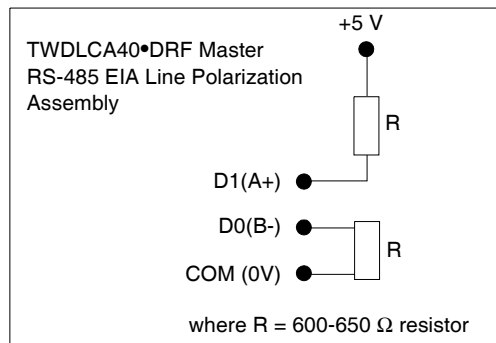 +5 V
TWDLCA40•DRF Master
RS-485 EIA Line Polarization
Assembly
R
D1(A+)
D0(B-)
R
COM (0V)
where R = 600-650 Ω resistor